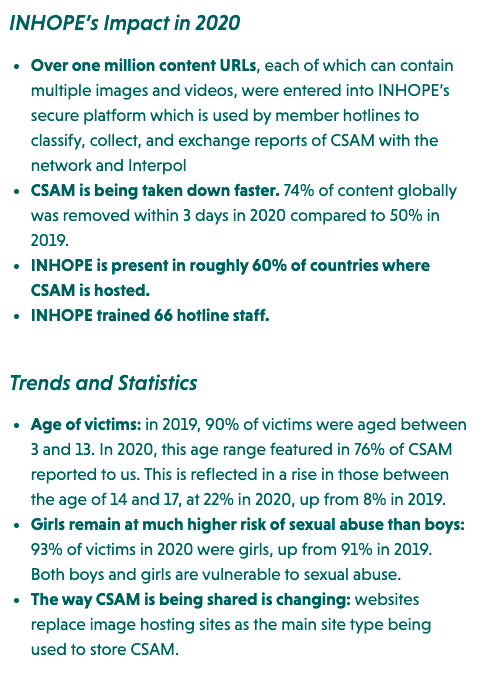 INHOPE's Impact in 2020
• Over one million content URLs, each of which can contain
multiple images and videos, were entered into INHOPE's
secure platform which is used by member hotlines to
classify, collect, and exchange reports of CSAM with the
network and Interpol
• CSAM is being taken down faster. 74% of content globally
was removed within 3 days in 2020 compared to 50% in
2019.
• INHOPE is present in roughly 60% of countries where
CSAM is hosted.
• INHOPE trained 66 hotline staff.
Trends and Statistics
• Age of victims: in 2019, 90% of victims were aged between
3 and 13. In 2020, this age range featured in 76% of CSAM
reported to us. This is reflected in a rise in those between
the age of 14 and 17, at 22% in 2020, up from 8% in 2019.
• Girls remain at much higher risk of sexual abuse than boys:
93% of victims in 2020 were girls, up from 91% in 2019.
Both boys and girls are vulnerable to sexual abuse.
• The way CSAM is being shared is changing: websites
replace image hosting sites as the main site type being
used to store CSAM.